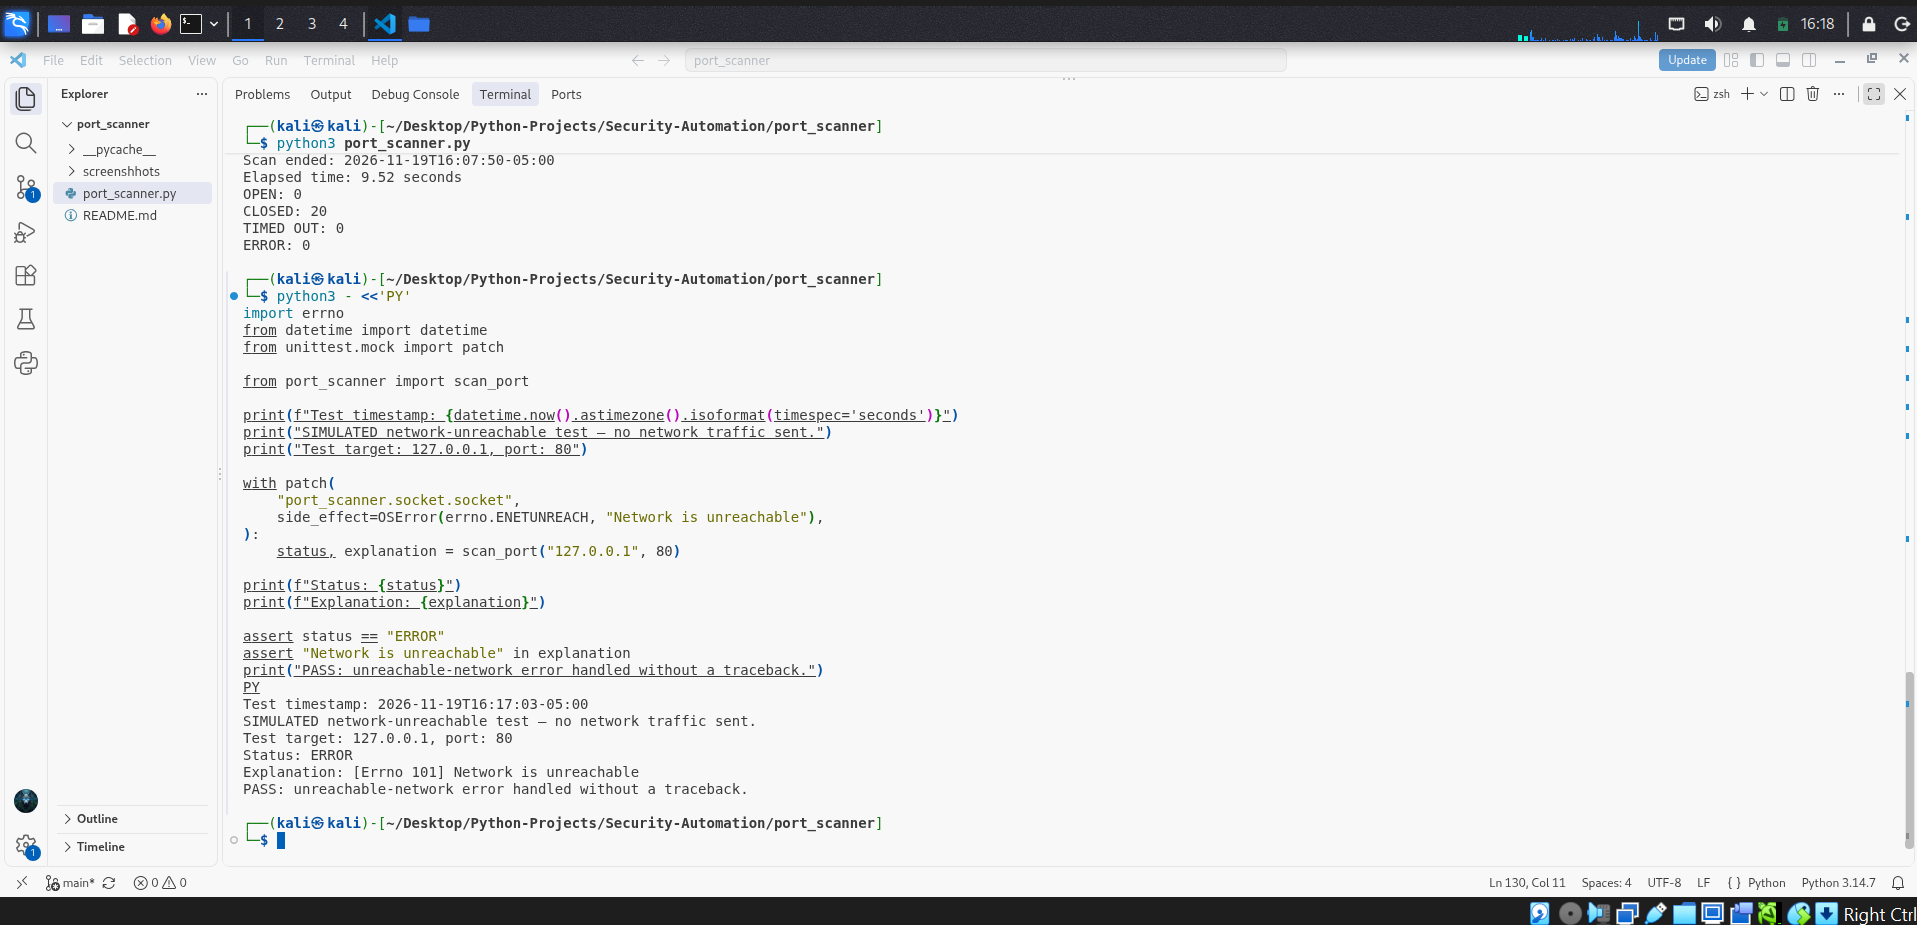 1 2 3 4 16:18
File Edit Selection View Go Run Terminal Help port_scanner Update
Explorer
port_scanner
__pycache__
screenshhots
port_scanner.py
README.md
1
Problems Output Debug Console Terminal Ports zsh
┌──(kali㉿kali)-[~/Desktop/Python-Projects/Security-Automation/port_scanner]
└─$ python3 port_scanner.py
Scan ended: 2026-11-19T16:07:50-05:00
Elapsed time: 9.52 seconds
OPEN: 0
CLOSED: 20
TIMED OUT: 0
ERROR: 0
┌──(kali㉿kali)-[~/Desktop/Python-Projects/Security-Automation/port_scanner]
└─$ python3 - <<'PY'
import errno
from datetime import datetime
from unittest.mock import patch
from port_scanner import scan_port
print(f"Test timestamp: {datetime.now().astimezone().isoformat(timespec='seconds')}")
print("SIMULATED network-unreachable test — no network traffic sent.")
print("Test target: 127.0.0.1, port: 80")
with patch(
    "port_scanner.socket.socket",
    side_effect=OSError(errno.ENETUNREACH, "Network is unreachable"),
):
    status, explanation = scan_port("127.0.0.1", 80)
print(f"Status: {status}")
print(f"Explanation: {explanation}")
assert status == "ERROR"
assert "Network is unreachable" in explanation
print("PASS: unreachable-network error handled without a traceback.")
PY
Test timestamp: 2026-11-19T16:17:03-05:00
SIMULATED network-unreachable test — no network traffic sent.
Test target: 127.0.0.1, port: 80
Status: ERROR
Explanation: [Errno 101] Network is unreachable
PASS: unreachable-network error handled without a traceback.
┌──(kali㉿kali)-[~/Desktop/Python-Projects/Security-Automation/port_scanner]
└─$
Outline
Timeline
1
main* 0 0 Ln 130, Col 11 Spaces: 4 UTF-8 LF { } Python Python 3.14.7
Right Ctrl